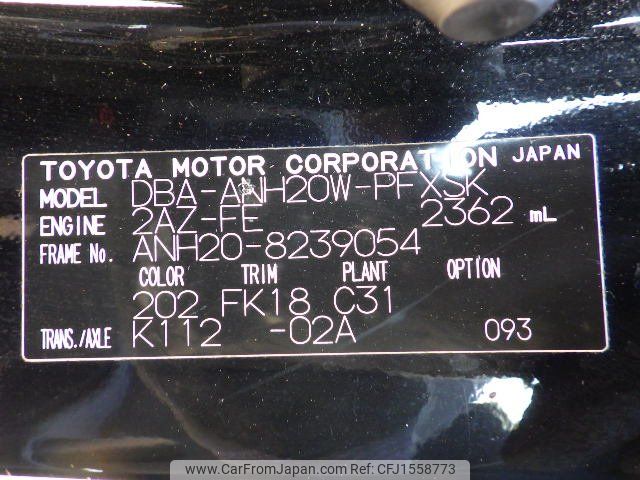 TOYOTA MOTOR CORPORATION JAPAN
MODEL DBA-ANH20W-PFXSK
ENGINE 2AZ-FE 2362 mL
FRAME No. ANH20-8239054
COLOR TRIM PLANT OPTION
202 FK18 C31
TRANS./AXLE K112 -02A 093
www.CarFromJapan.com - CFJ1558773